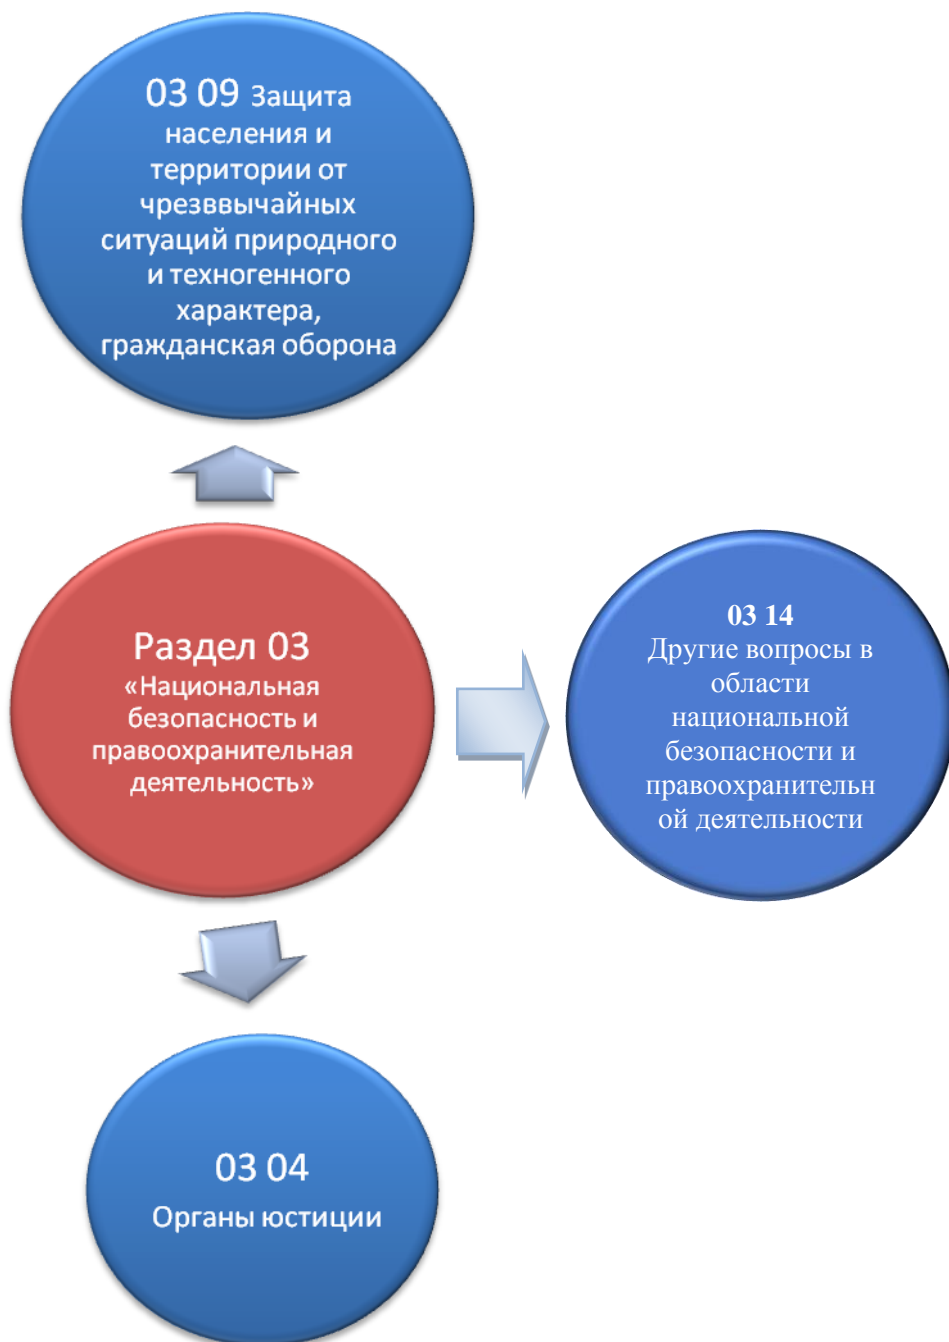 03 09 Защита
населения и
территории от
чрезввычайных
ситуаций природного
и техногенного
характера,
гражданская оборона
Раздел 03
«Национальная
безопасность и
правоохранительная
деятельность»
03 14
Другие вопросы в
области
национальной
безопасности и
правоохранительн
ой деятельности
03 04
Органы юстиции